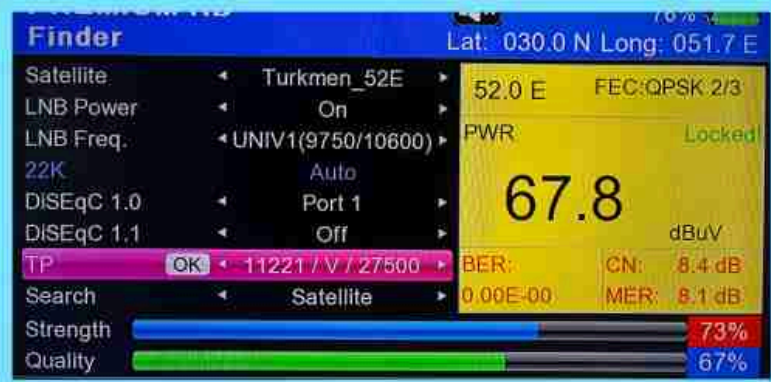 Finder
Lat: 030.0 N Long: 051.7 E
Satellite Turkmen_52E
LNB Power On
LNB Freq. UNIV1(9750/10600)
22K Auto
DiSEqC 1.0 Port 1
DiSEqC 1.1 Off
TP OK 11221 / V / 27500
Search Satellite
52.0 E FEC:QPSK 2/3
PWR Locked!
67.8
dBuV
BER: CN: 8.4 dB
0.00E-00 MER: 8.1 dB
Strength 73%
Quality 67%